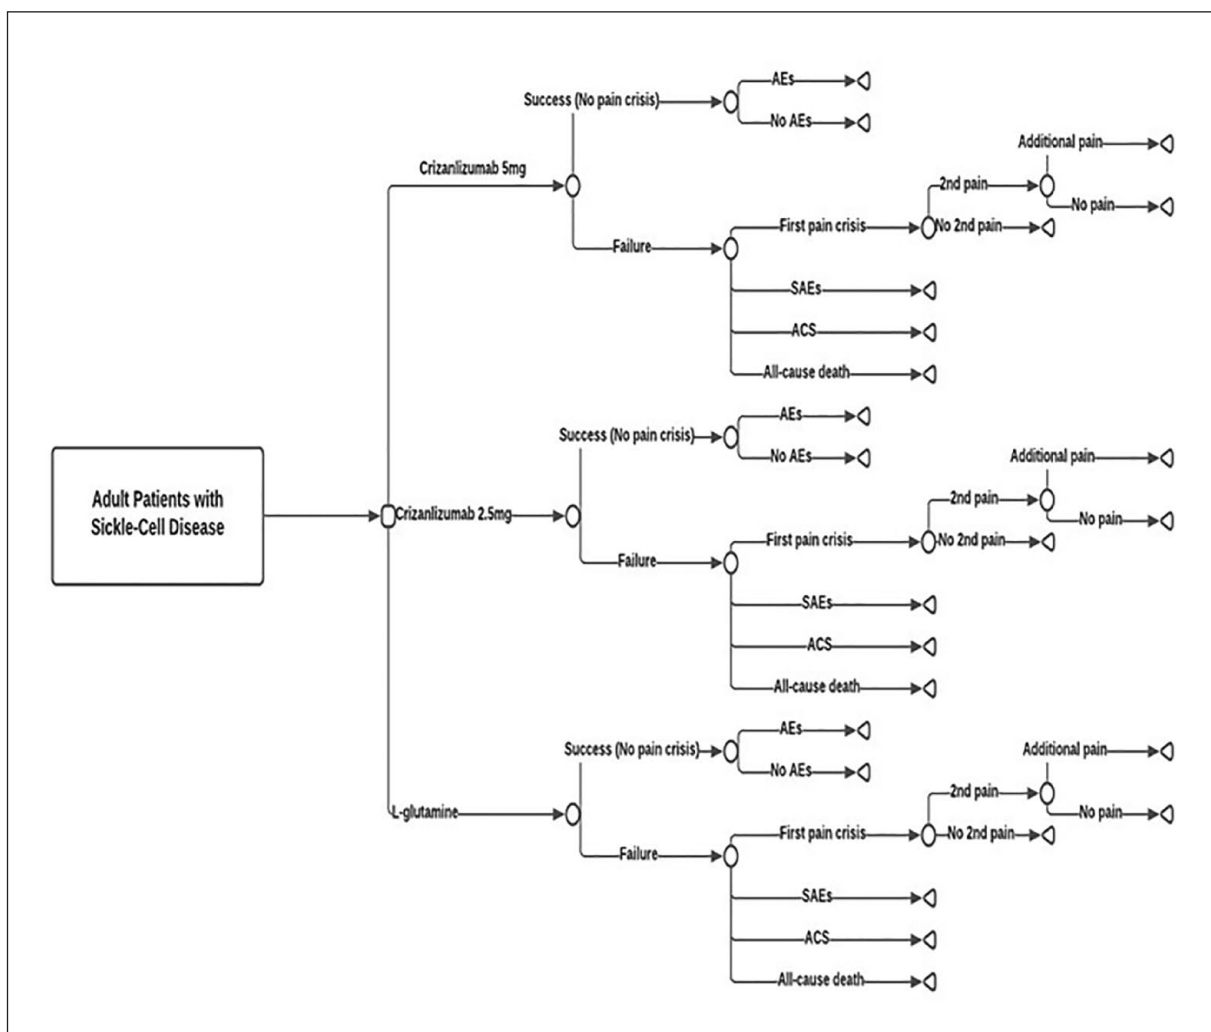 AEs
Success (No pain crisis)
No AEs
Additional pain
Crizanlizumab 5mg
2nd pain
No pain
First pain crisis
No 2nd pain
Failure
SAEs
ACS
All-cause death
AEs
Success (No pain crisis)
No AEs
Additional pain
Adult Patients with
Sickle-Cell Disease
2nd pain
Crizanlizumab 2.5mg
No pain
First pain crisis
No 2nd pain
Failure
SAEs
ACS
All-cause death
AEs
Success (No pain crisis)
No AEs
Additional pain
2nd pain
L-glutamine
No pain
First pain crisis
No 2nd pain
Failure
SAEs
ACS
All-cause death